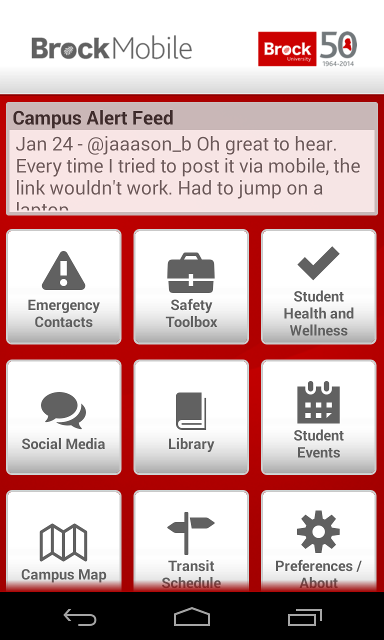 BrockMobile
Brock
University
50
1964-2014
Campus Alert Feed
Jan 24 - @jaaason_b Oh great to hear.
Every time I tried to post it via mobile, the
link wouldn't work. Had to jump on a
laptop
Emergency
Contacts
Safety
Toolbox
Student
Health and
Wellness
Social Media
Library
Student
Events
Campus Map
Transit
Schedule
Preferences /
About